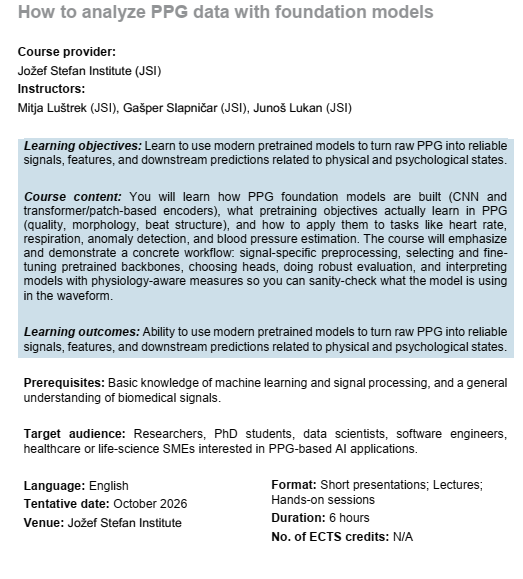 How to analyze PPG data with foundation models
Course provider:
Jožef Stefan Institute (JSI)
Instructors:
Mitja Luštrek (JSI), Gašper Slapničar (JSI), Junoš Lukan (JSI)
Learning objectives: Learn to use modern pretrained models to turn raw PPG into reliable
signals, features, and downstream predictions related to physical and psychological states.
Course content: You will learn how PPG foundation models are built (CNN and
transformer/patch-based encoders), what pretraining objectives actually learn in PPG
(quality, morphology, beat structure), and how to apply them to tasks like heart rate,
respiration, anomaly detection, and blood pressure estimation. The course will emphasize
and demonstrate a concrete workflow: signal-specific preprocessing, selecting and fine-
tuning pretrained backbones, choosing heads, doing robust evaluation, and interpreting
models with physiology-aware measures so you can sanity-check what the model is using
in the waveform.
Learning outcomes: Ability to use modern pretrained models to turn raw PPG into reliable
signals, features, and downstream predictions related to physical and psychological states.
Prerequisites: Basic knowledge of machine learning and signal processing, and a general
understanding of biomedical signals.
Target audience: Researchers, PhD students, data scientists, software engineers,
healthcare or life-science SMEs interested in PPG-based AI applications.
Language: English
Tentative date: October 2026
Venue: Jožef Stefan Institute
Format: Short presentations; Lectures;
Hands-on sessions
Duration: 6 hours
No. of ECTS credits: N/A